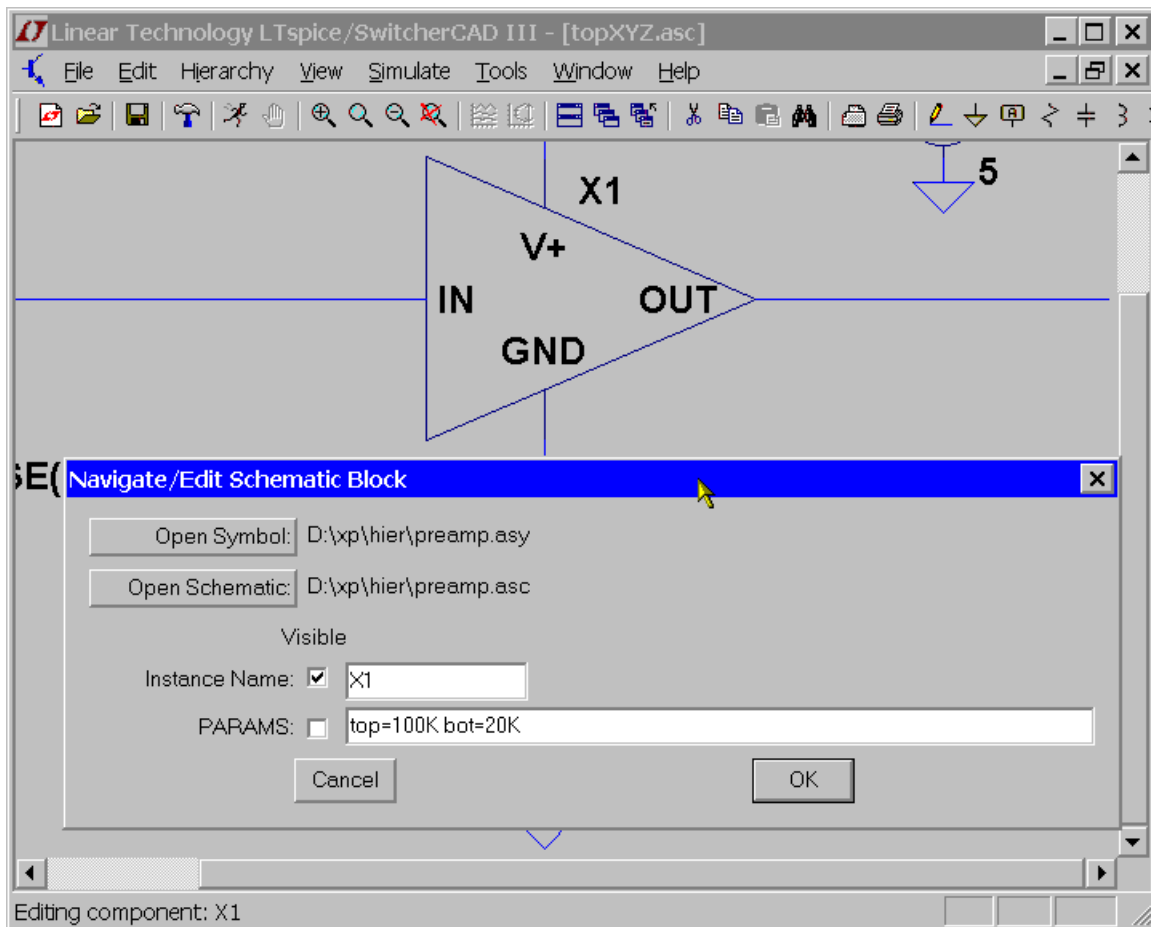 Linear Technology LTspice/SwitcherCAD III - [topXYZ.asc]
File Edit Hierarchy View Simulate Tools Window Help
5
X1
V+
IN OUT
GND
SE(
Navigate/Edit Schematic Block
Open Symbol: D:\xp\hier\preamp.asy
Open Schematic: D:\xp\hier\preamp.asc
Visible
Instance Name: X1
PARAMS: top=100K bot=20K
Cancel OK
Editing component: X1